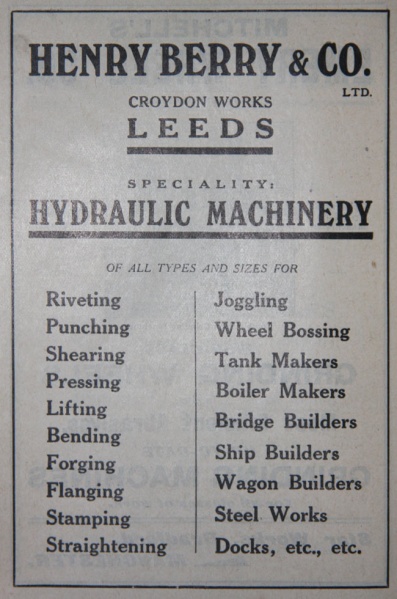 HENRY BERRY & CO.
LTD.
CROYDON WORKS
LEEDS
SPECIALITY:
HYDRAULIC MACHINERY
OF ALL TYPES AND SIZES FOR
Riveting
Punching
Shearing
Pressing
Lifting
Bending
Forging
Flanging
Stamping
Straightening
Joggling
Wheel Bossing
Tank Makers
Boiler Makers
Bridge Builders
Ship Builders
Wagon Builders
Steel Works
Docks, etc., etc.